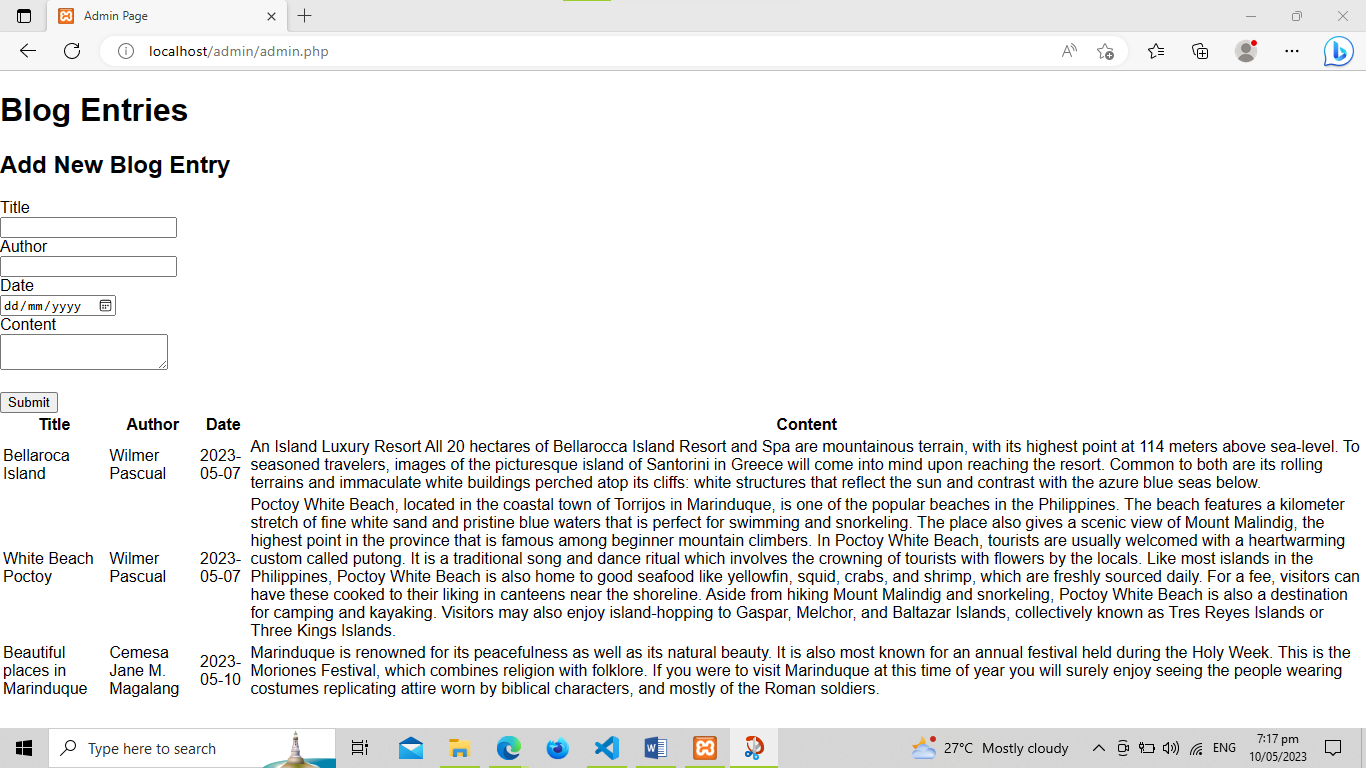 Admin Page
localhost/admin/admin.php
Blog Entries
Add New Blog Entry
Title
Author
Date
dd/mm/yyyy
Content
Submit
Title Author Date Content
Bellaroca Island
Wilmer Pascual
2023-05-07
An Island Luxury Resort All 20 hectares of Bellarocca Island Resort and Spa are mountainous terrain, with its highest point at 114 meters above sea-level. To
seasoned travelers, images of the picturesque island of Santorini in Greece will come into mind upon reaching the resort. Common to both are its rolling
terrains and immaculate white buildings perched atop its cliffs: white structures that reflect the sun and contrast with the azure blue seas below.
White Beach Poctoy
Wilmer Pascual
2023-05-07
Poctoy White Beach, located in the coastal town of Torrijos in Marinduque, is one of the popular beaches in the Philippines. The beach features a kilometer
stretch of fine white sand and pristine blue waters that is perfect for swimming and snorkeling. The place also gives a scenic view of Mount Malindig, the
highest point in the province that is famous among beginner mountain climbers. In Poctoy White Beach, tourists are usually welcomed with a heartwarming
custom called putong. It is a traditional song and dance ritual which involves the crowning of tourists with flowers by the locals. Like most islands in the
Philippines, Poctoy White Beach is also home to good seafood like yellowfin, squid, crabs, and shrimp, which are freshly sourced daily. For a fee, visitors can
have these cooked to their liking in canteens near the shoreline. Aside from hiking Mount Malindig and snorkeling, Poctoy White Beach is also a destination
for camping and kayaking. Visitors may also enjoy island-hopping to Gaspar, Melchor, and Baltazar Islands, collectively known as Tres Reyes Islands or
Three Kings Islands.
Beautiful places in Marinduque
Cemesa Jane M. Magalang
2023-05-10
Marinduque is renowned for its peacefulness as well as its natural beauty. It is also most known for an annual festival held during the Holy Week. This is the
Moriones Festival, which combines religion with folklore. If you were to visit Marinduque at this time of year you will surely enjoy seeing the people wearing
costumes replicating attire worn by biblical characters, and mostly of the Roman soldiers.
Type here to search
27°C Mostly cloudy
ENG
7:17 pm
10/05/2023